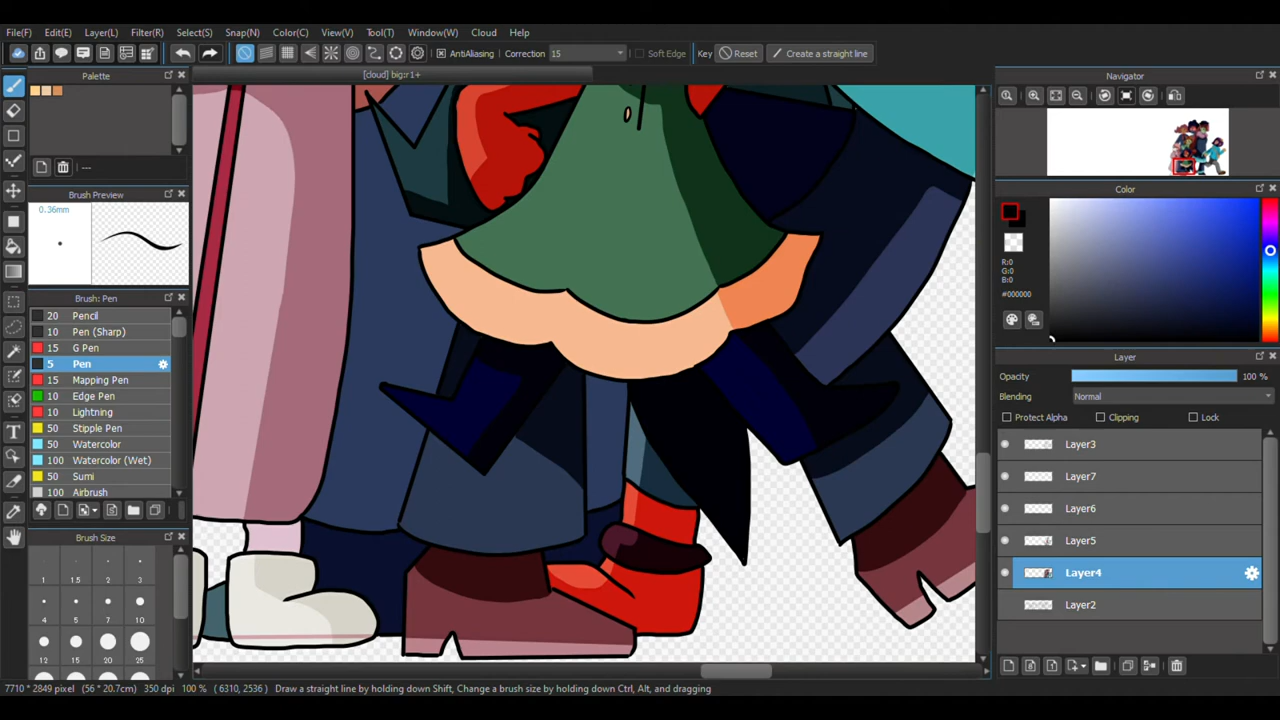 File(F) Edit(E) Layer(L) Filter(R) Select(S) Snap(N) Color(C) View(V) Tool(T) Window(W) Cloud Help
AntiAliasing Correction 15 Soft Edge Key Reset Create a straight line
Palette
[cloud] big:r1+
---
Brush Preview
0.36mm
Brush: Pen
20 Pencil
10 Pen (Sharp)
15 G Pen
5 Pen
15 Mapping Pen
10 Edge Pen
10 Lightning
50 Stipple Pen
50 Watercolor
100 Watercolor (Wet)
50 Sumi
100 Airbrush
Brush Size
1 1.5 2 3
4 5 7 10
12 15 20 25
7710 * 2849 pixel (56 * 20.7cm) 350 dpi 100 % ( 6310, 2536 ) Draw a straight line by holding down Shift, Change a brush size by holding down Ctrl, Alt, and dragging
Navigator
Color
R:0
G:0
B:0
#000000
Layer
Opacity 100 %
Blending Normal
Protect Alpha Clipping Lock
Layer3
Layer7
Layer6
Layer5
Layer4
Layer2